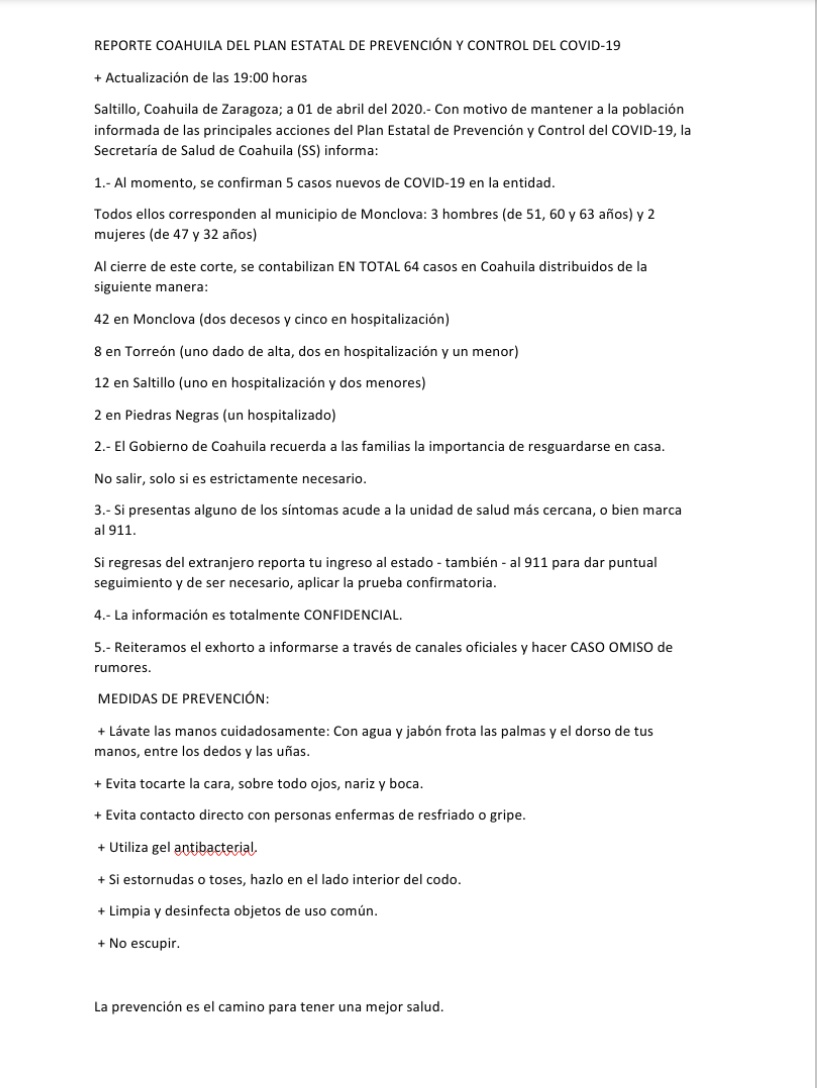 REPORTE COAHUILA DEL PLAN ESTATAL DE PREVENCIÓN Y CONTROL DEL COVID-19
+ Actualización de las 19:00 horas
Saltillo, Coahuila de Zaragoza; a 01 de abril del 2020.- Con motivo de mantener a la población
informada de las principales acciones del Plan Estatal de Prevención y Control del COVID-19, la
Secretaría de Salud de Coahuila (SS) informa:
1.- Al momento, se confirman 5 casos nuevos de COVID-19 en la entidad.
Todos ellos corresponden al municipio de Monclova: 3 hombres (de 51, 60 y 63 años) y 2
mujeres (de 47 y 32 años)
Al cierre de este corte, se contabilizan EN TOTAL 64 casos en Coahuila distribuidos de la
siguiente manera:
42 en Monclova (dos decesos y cinco en hospitalización)
8 en Torreón (uno dado de alta, dos en hospitalización y un menor)
12 en Saltillo (uno en hospitalización y dos menores)
2 en Piedras Negras (un hospitalizado)
2.- El Gobierno de Coahuila recuerda a las familias la importancia de resguardarse en casa.
No salir, solo si es estrictamente necesario.
3.- Si presentas alguno de los síntomas acude a la unidad de salud más cercana, o bien marca
al 911.
Si regresas del extranjero reporta tu ingreso al estado - también - al 911 para dar puntual
seguimiento y de ser necesario, aplicar la prueba confirmatoria.
4.- La información es totalmente CONFIDENCIAL.
5.- Reiteramos el exhorto a informarse a través de canales oficiales y hacer CASO OMISO de
rumores.
MEDIDAS DE PREVENCIÓN:
+ Lávate las manos cuidadosamente: Con agua y jabón frota las palmas y el dorso de tus
manos, entre los dedos y las uñas.
+ Evita tocarte la cara, sobre todo ojos, nariz y boca.
+ Evita contacto directo con personas enfermas de resfriado o gripe.
+ Utiliza gel antibacterial.
+ Si estornudas o toses, hazlo en el lado interior del codo.
+ Limpia y desinfecta objetos de uso común.
+ No escupir.
La prevención es el camino para tener una mejor salud.